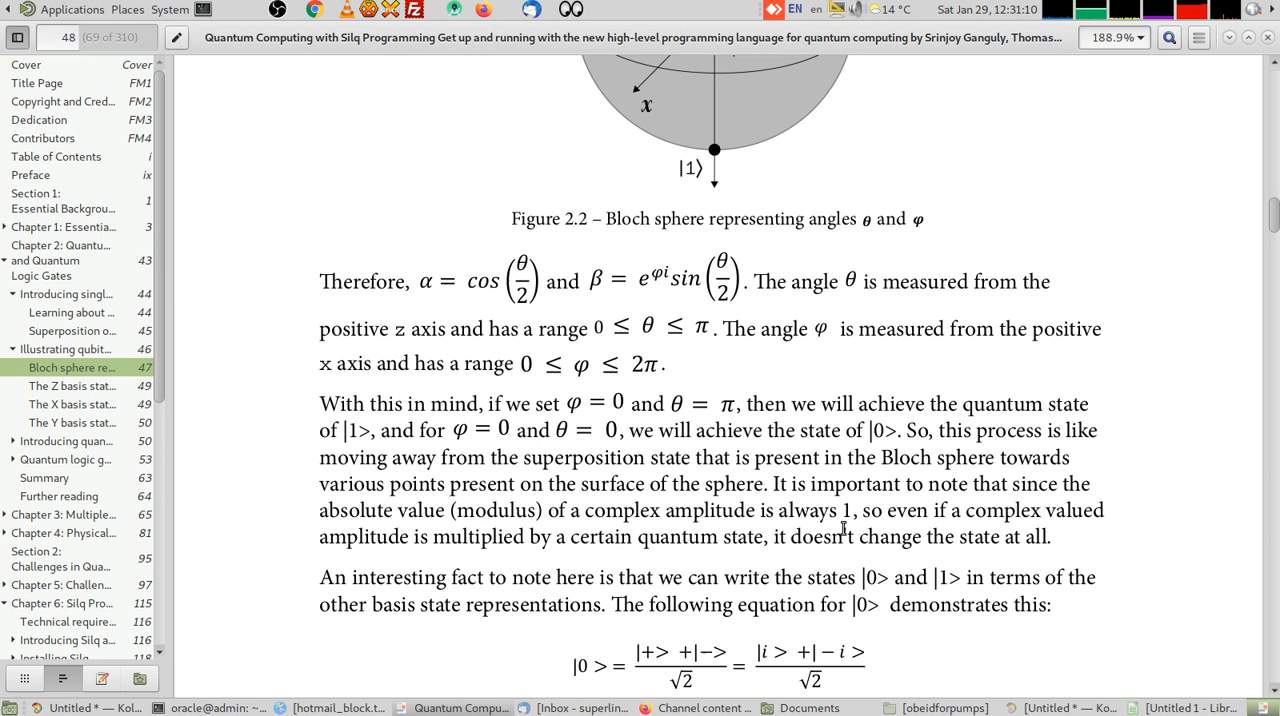 Applications Places System EN en 14 °C Sat Jan 29, 12:31:10
48 (69 of 310) Quantum Computing with Silq Programming Get up and running with the new high-level programming language for quantum computing by Srinjoy Ganguly, Thomas... 188.9%
Cover Cover
Title Page FM1
Copyright and Cred... FM2
Dedication FM3
Contributors FM4
Table of Contents i
Preface ix
Section 1:
Essential Backgrou... 1
Chapter 1: Essentia... 3
Chapter 2: Quantu...
and Quantum 43
Logic Gates
Introducing singl... 44
Learning about ... 44
Superposition o... 45
Illustrating qubit... 46
Bloch sphere re... 47
The Z basis stat... 49
The X basis stat... 49
The Y basis stat... 50
Introducing quan... 50
Quantum logic g... 53
Summary 63
Further reading 64
Chapter 3: Multiple... 65
Chapter 4: Physical... 77
Section 2:
Challenges in Qua... 95
Chapter 5: Challen... 97
Chapter 6: Silq Pro... 115
Technical require... 116
Introducing Silq a... 116
Installing Silq... 118
x
|1⟩
Figure 2.2 – Bloch sphere representing angles θ and φ
Therefore, α = cos(θ/2) and β = e^φi sin(θ/2). The angle θ is measured from the
positive z axis and has a range 0 ≤ θ ≤ π. The angle φ is measured from the positive
x axis and has a range 0 ≤ φ ≤ 2π.
With this in mind, if we set φ = 0 and θ = π, then we will achieve the quantum state
of |1>, and for φ = 0 and θ = 0, we will achieve the state of |0>. So, this process is like
moving away from the superposition state that is present in the Bloch sphere towards
various points present on the surface of the sphere. It is important to note that since the
absolute value (modulus) of a complex amplitude is always 1, so even if a complex valued
amplitude is multiplied by a certain quantum state, it doesn't change the state at all.
An interesting fact to note here is that we can write the states |0> and |1> in terms of the
other basis state representations. The following equation for |0> demonstrates this:
|0 > = |+> +|−> / √2 = |i > +|− i > / √2
Untitled * — Kol... oracle@admin: ~... [hotmail_block.t... Quantum Compu... [Inbox - superlin... Channel content ... Documents [obeidforpumps] [Untitled * — Ko... [Untitled 1 - Libr...